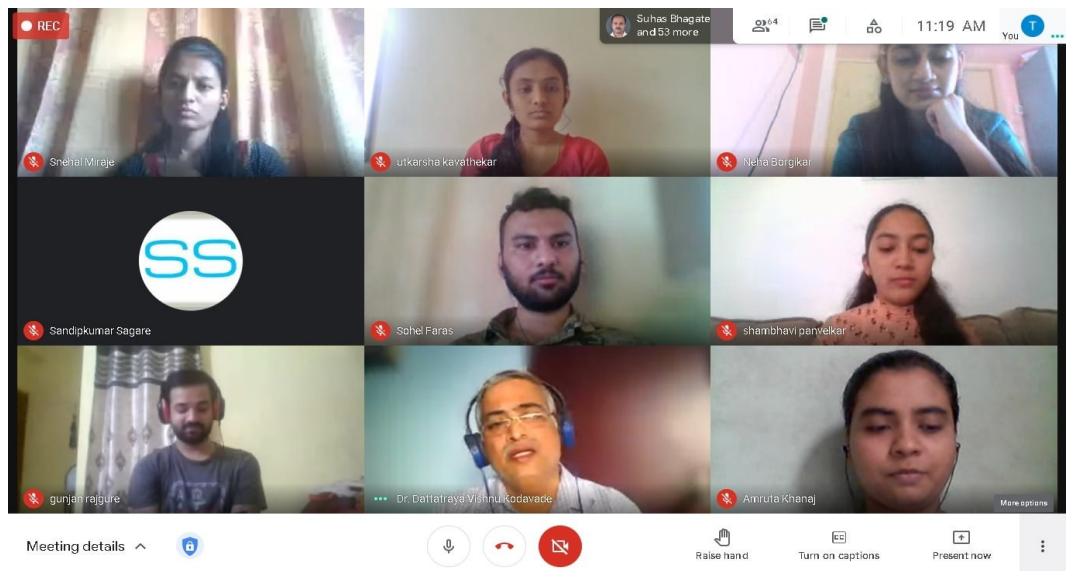 REC
Suhas Bhagate
and 53 more
64
11:19 AM
You
T
Snehal Miraje
utkarsha kavathekar
Neha Borgikar
SS
Sandipkumar Sagare
Sohel Faras
shambhavi panvelkar
gunjan rajgure
Dr. Dattatraya Vishnu Kodavade
Amruta Khanaj
More options
Meeting details
Raise hand
CC
Turn on captions
Present now